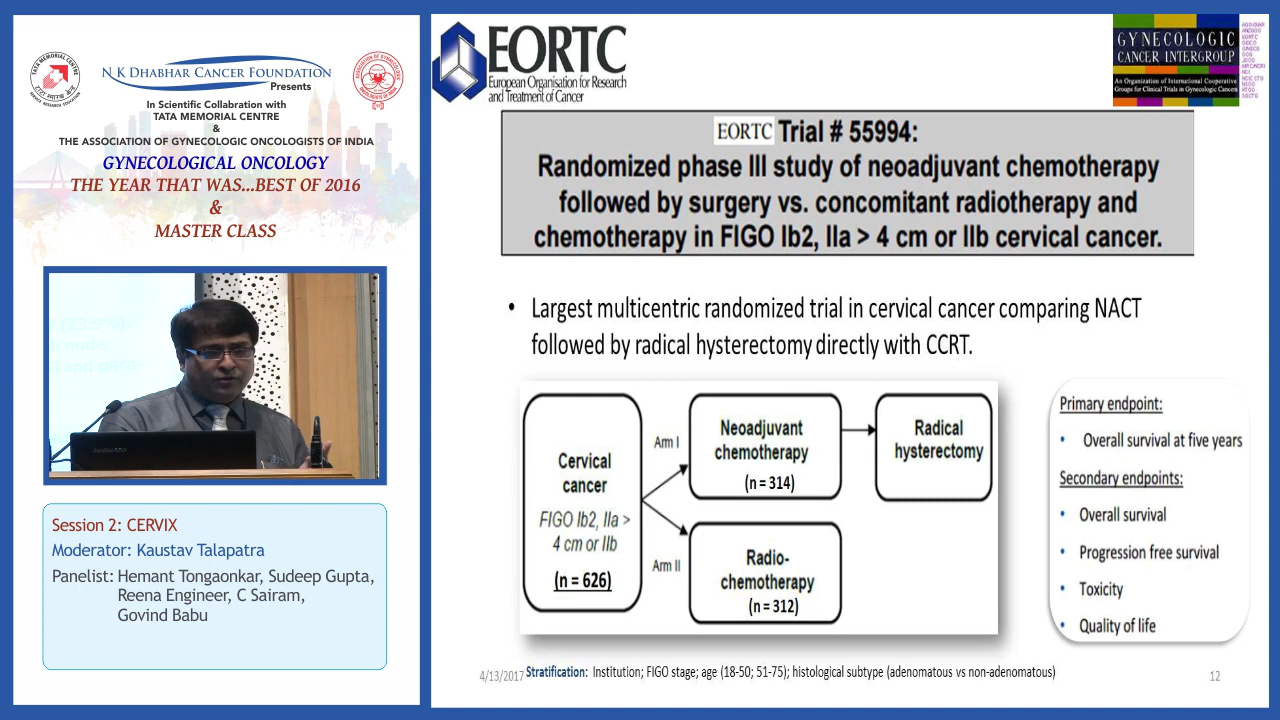 TATA MEMORIAL CENTRE
N K DHABHAR CANCER FOUNDATION
Presents
In Scientific Collabration with
TATA MEMORIAL CENTRE
&
THE ASSOCIATION OF GYNECOLOGIC ONCOLOGISTS OF INDIA
GYNECOLOGICAL ONCOLOGY
THE YEAR THAT WAS...BEST OF 2016
&
MASTER CLASS
Session 2: CERVIX
Moderator: Kaustav Talapatra
Panelist: Hemant Tongaonkar, Sudeep Gupta,
Reena Engineer, C Sairam,
Govind Babu
EORTC
European Organisation for Research
and Treatment of Cancer
GYNECOLOGIC
CANCER INTERGROUP
An Organization of International Cooperative
Groups for Clinical Trials in Gynecologic Cancers
EORTC Trial # 55994:
Randomized phase III study of neoadjuvant chemotherapy
followed by surgery vs. concomitant radiotherapy and
chemotherapy in FIGO Ib2, IIa > 4 cm or IIb cervical cancer.
• Largest multicentric randomized trial in cervical cancer comparing NACT
followed by radical hysterectomy directly with CCRT.
Cervical
cancer
FIGO Ib2, IIa >
4 cm or IIb
(n = 626)
Arm I
Arm II
Neoadjuvant
chemotherapy
(n = 314)
Radical
hysterectomy
Radio-
chemotherapy
(n = 312)
Primary endpoint:
• Overall survival at five years
Secondary endpoints:
• Overall survival
• Progression free survival
• Toxicity
• Quality of life
4/13/2017
Stratification: Institution; FIGO stage; age (18-50; 51-75); histological subtype (adenomatous vs non-adenomatous)
12